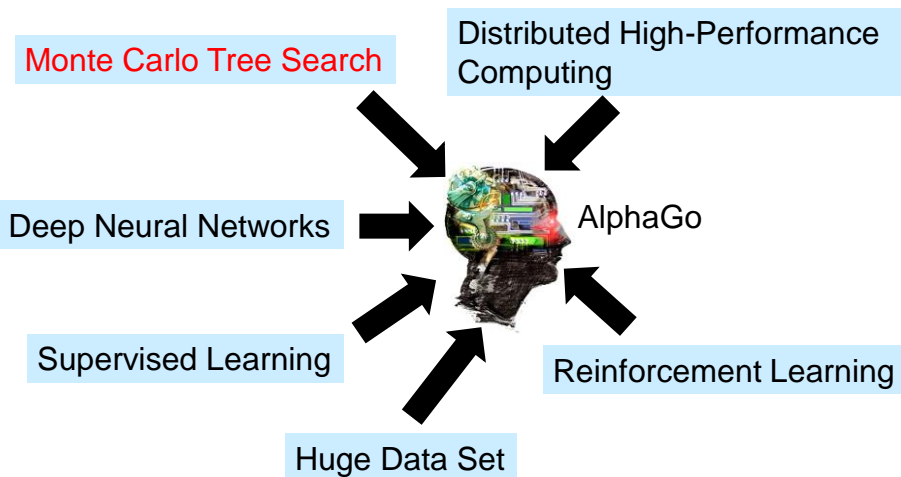 Monte Carlo Tree Search
Distributed High-Performance
Computing
Deep Neural Networks
AlphaGo
Supervised Learning
Reinforcement Learning
Huge Data Set